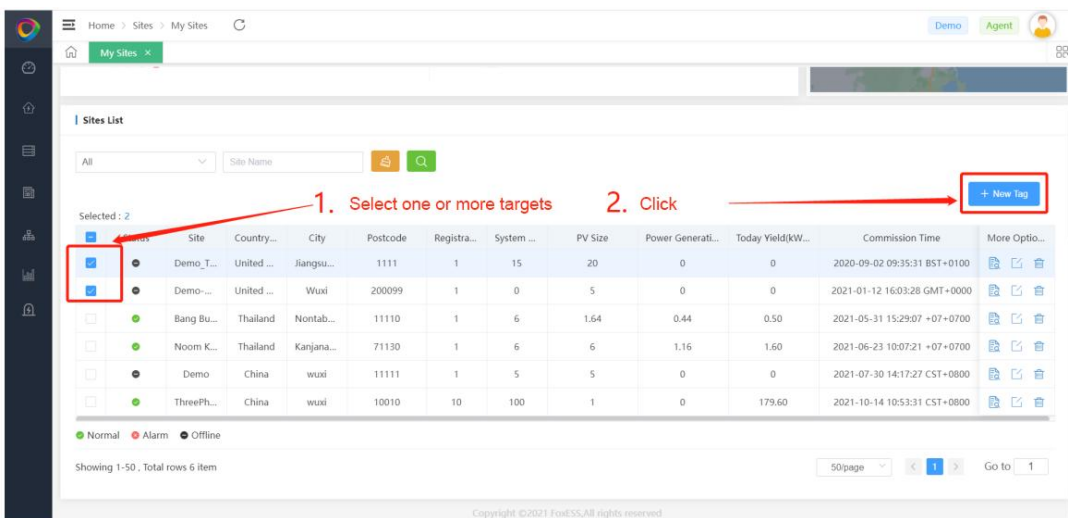 Home > Sites > My Sites
Demo
Agent
My Sites ×
Sites List
All
Site Name
1. Select one or more targets
2. Click
+ New Tag
Selected : 2
Status Site Country... City Postcode Registra... System ... PV Size Power Generati... Today Yield(kW... Commission Time More Optio...
Demo_T... United ... Jiangsu... 1111 1 15 20 0 0 2020-09-02 09:35:31 BST+0100
Demo-... United ... Wuxi 200099 1 0 5 0 0 2021-01-12 16:03:28 GMT+0000
Bang Bu... Thailand Nontab... 11110 1 6 1.64 0.44 0.50 2021-05-31 15:29:07 +07+0700
Noom K... Thailand Kanjana... 71130 1 6 6 1.16 1.60 2021-06-23 10:07:21 +07+0700
Demo China wuxi 11111 1 5 5 0 0 2021-07-30 14:17:27 CST+0800
ThreePh... China wuxi 10010 10 100 1 0 179.60 2021-10-14 10:53:31 CST+0800
Normal Alarm Offline
Showing 1-50 , Total rows 6 item
50/page < 1 > Go to 1
Copyright ©2021 FoxESS,All rights reserved